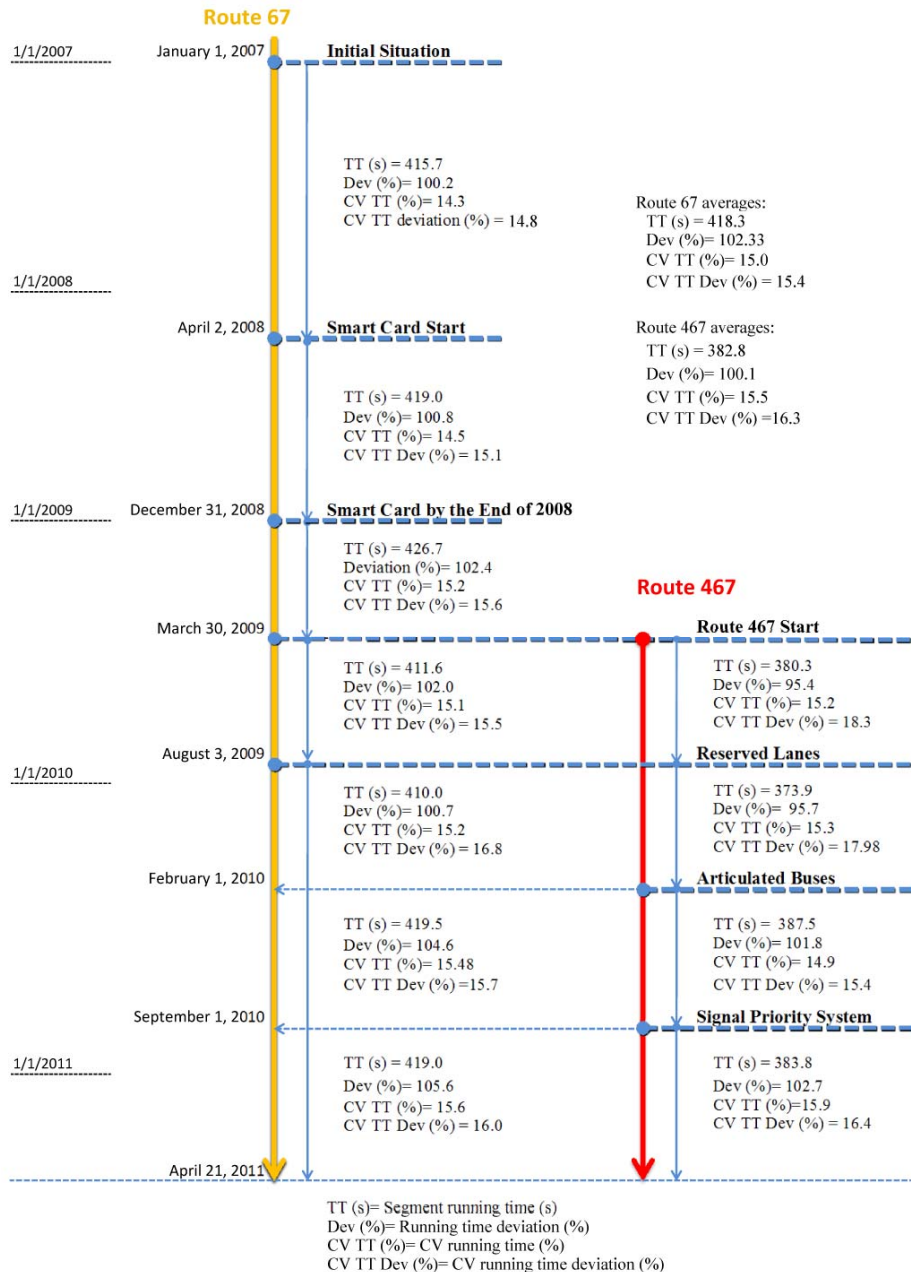 Route 67
1/1/2007
January 1, 2007
Initial Situation
TT (s) = 415.7
Dev (%)= 100.2
CV TT (%)= 14.3
CV TT deviation (%) = 14.8
Route 67 averages:
TT (s) = 418.3
Dev (%)= 102.33
CV TT (%)= 15.0
CV TT Dev (%) = 15.4
1/1/2008
April 2, 2008
Smart Card Start
Route 467 averages:
TT (s) = 382.8
Dev (%)= 100.1
CV TT (%)= 15.5
CV TT Dev (%) =16.3
TT (s) = 419.0
Dev (%)= 100.8
CV TT (%)= 14.5
CV TT Dev (%) = 15.1
1/1/2009
December 31, 2008
Smart Card by the End of 2008
TT (s) = 426.7
Deviation (%)= 102.4
CV TT (%)= 15.2
CV TT Dev (%) = 15.6
Route 467
March 30, 2009
Route 467 Start
TT (s) = 411.6
Dev (%)= 102.0
CV TT (%)= 15.1
CV TT Dev (%) = 15.5
TT (s) = 380.3
Dev (%)= 95.4
CV TT (%)= 15.2
CV TT Dev (%) = 18.3
August 3, 2009
Reserved Lanes
1/1/2010
TT (s) = 410.0
Dev (%)= 100.7
CV TT (%)= 15.2
CV TT Dev (%) = 16.8
TT (s) = 373.9
Dev (%)= 95.7
CV TT (%)= 15.3
CV TT Dev (%) = 17.98
February 1, 2010
Articulated Buses
TT (s) = 419.5
Dev (%)= 104.6
CV TT (%)= 15.48
CV TT Dev (%) =15.7
TT (s) = 387.5
Dev (%)= 101.8
CV TT (%)= 14.9
CV TT Dev (%) = 15.4
September 1, 2010
Signal Priority System
1/1/2011
TT (s) = 419.0
Dev (%)= 105.6
CV TT (%)= 15.6
CV TT Dev (%) = 16.0
TT (s) = 383.8
Dev (%)= 102.7
CV TT (%)=15.9
CV TT Dev (%) = 16.4
April 21, 2011
TT (s)= Segment running time (s)
Dev (%)= Running time deviation (%)
CV TT (%)= CV running time (%)
CV TT Dev (%)= CV running time deviation (%)